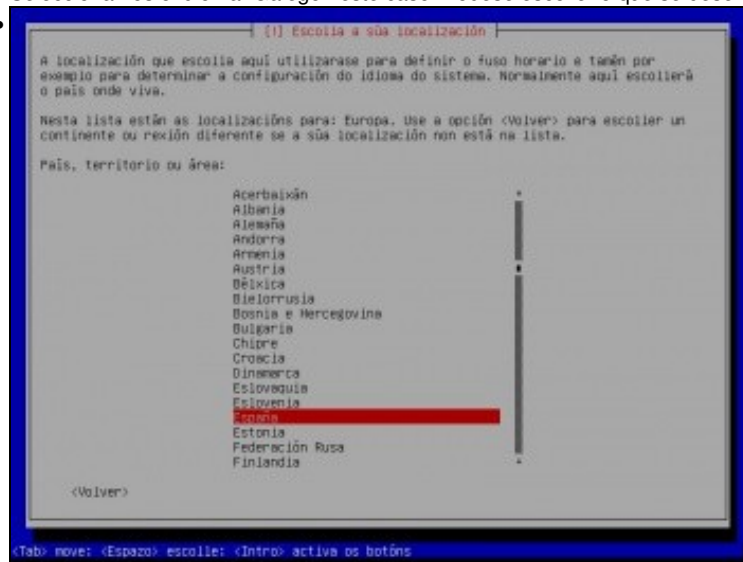 [!] Escolla a súa localización
A localización que escolla aquí utilizarase para definir o fuso horario e tamén por
exemplo para determinar a configuración do idioma do sistema. Normalmente aquí escollerá
o país onde viva.
Nesta lista están as localizacións para: Europa. Use a opción <Volver> para escoller un
continente ou rexión diferente se a súa localización non está na lista.
País, territorio ou área:
Acerbaixán
Albania
Alemaña
Andorra
Armenia
Austria
Bélxica
Bielorrusia
Bosnia e Hercegovina
Bulgaria
Chipre
Croacia
Dinamarca
Eslovaquia
Eslovenia
España
Estonia
Federación Rusa
Finlandia
<Volver>
<Tab> move; <Espazo> escolle; <Intro> activa os botóns